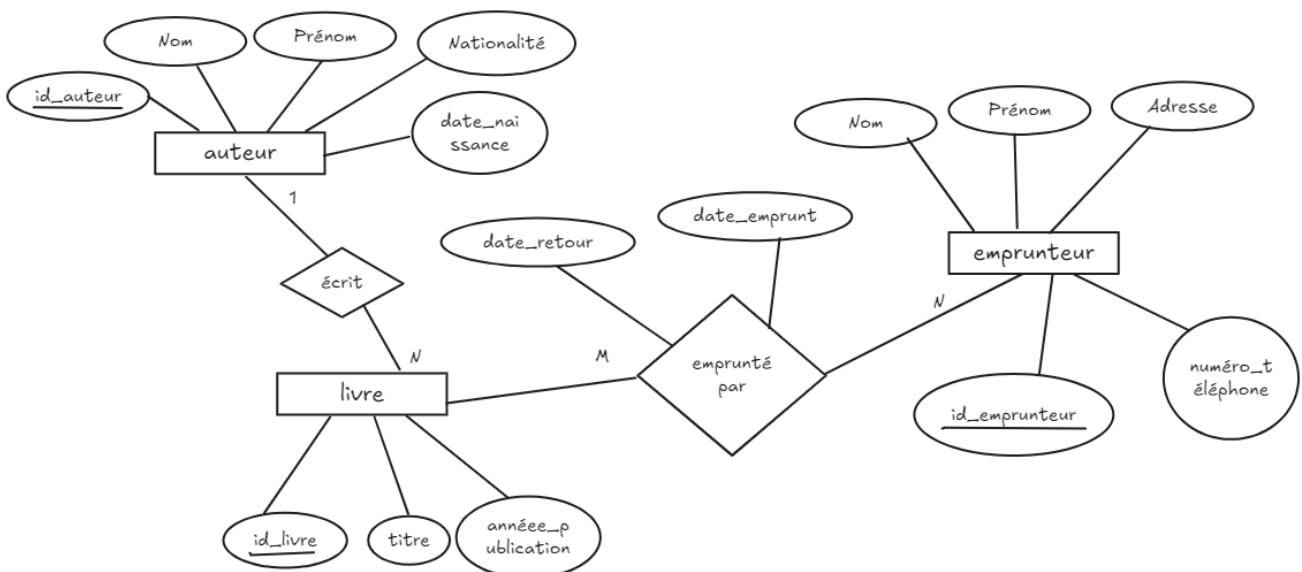 Nom
Prénom
Nationalité
id_auteur
date_nai
ssance
auteur
1
écrit
N
livre
id_livre
titre
annéee_p
ublication
date_retour
date_emprunt
M
emprunté
par
N
Nom
Prénom
Adresse
emprunteur
id_emprunteur
numéro_t
éléphone